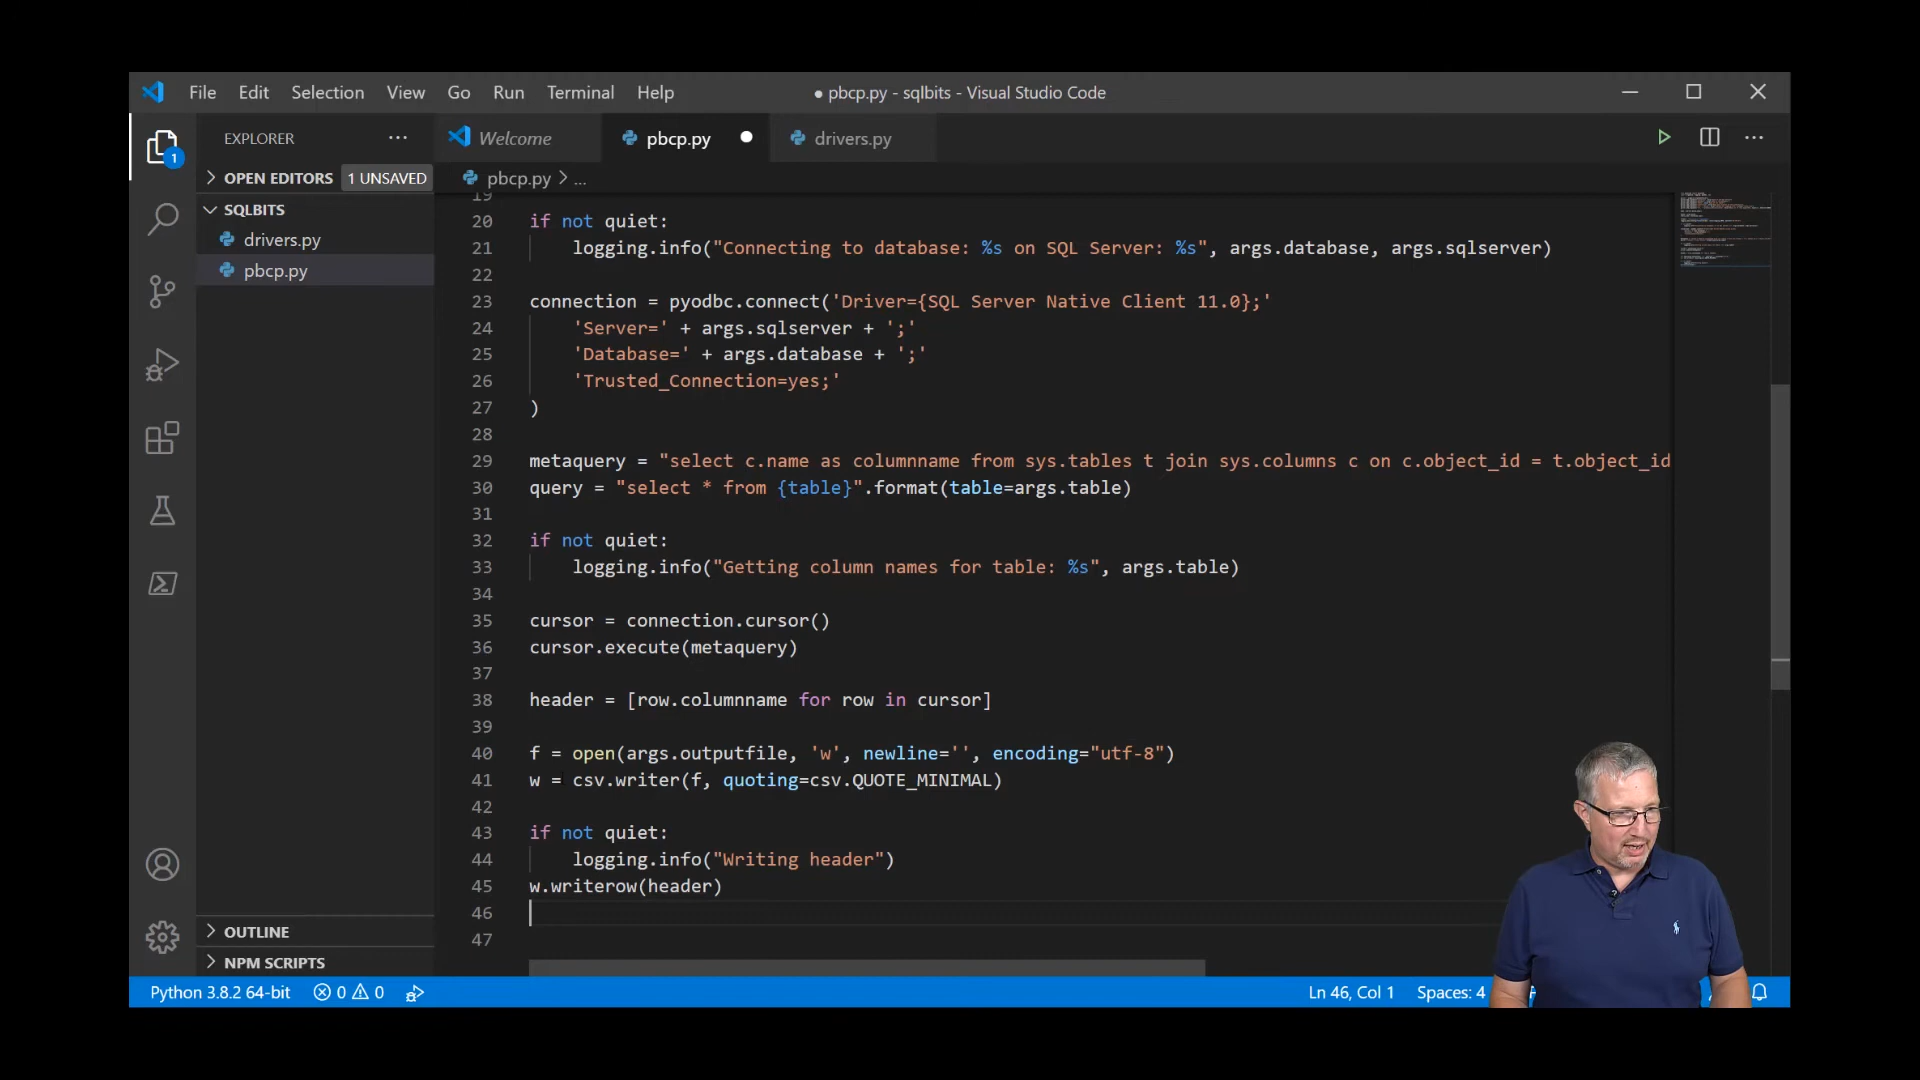 File Edit Selection View Go Run Terminal Help
● pbcp.py - sqlbits - Visual Studio Code
EXPLORER
Welcome
pbcp.py
drivers.py
1
OPEN EDITORS
1 UNSAVED
SQLBITS
drivers.py
pbcp.py
OUTLINE
NPM SCRIPTS
pbcp.py > ...
19
20 if not quiet:
21 logging.info("Connecting to database: %s on SQL Server: %s", args.database, args.sqlserver)
22
23 connection = pyodbc.connect('Driver={SQL Server Native Client 11.0};'
24 'Server=' + args.sqlserver + ';'
25 'Database=' + args.database + ';'
26 'Trusted_Connection=yes;'
27 )
28
29 metaquery = "select c.name as columnname from sys.tables t join sys.columns c on c.object_id = t.object_id
30 query = "select * from {table}".format(table=args.table)
31
32 if not quiet:
33 logging.info("Getting column names for table: %s", args.table)
34
35 cursor = connection.cursor()
36 cursor.execute(metaquery)
37
38 header = [row.columnname for row in cursor]
39
40 f = open(args.outputfile, 'w', newline='', encoding="utf-8")
41 w = csv.writer(f, quoting=csv.QUOTE_MINIMAL)
42
43 if not quiet:
44 logging.info("Writing header")
45 w.writerow(header)
46
47
Python 3.8.2 64-bit 0 0 Ln 46, Col 1 Spaces: 4